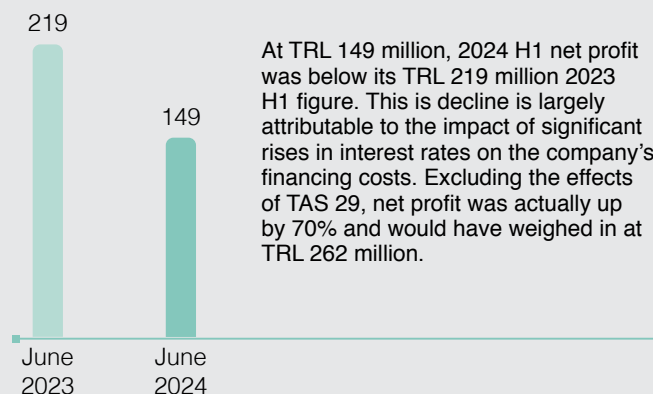 219
149
At TRL 149 million, 2024 H1 net profit
was below its TRL 219 million 2023
H1 figure. This is decline is largely
attributable to the impact of significant
rises in interest rates on the company’s
financing costs. Excluding the effects
of TAS 29, net profit was actually up
by 70% and would have weighed in at
TRL 262 million.
June
2023
June
2024